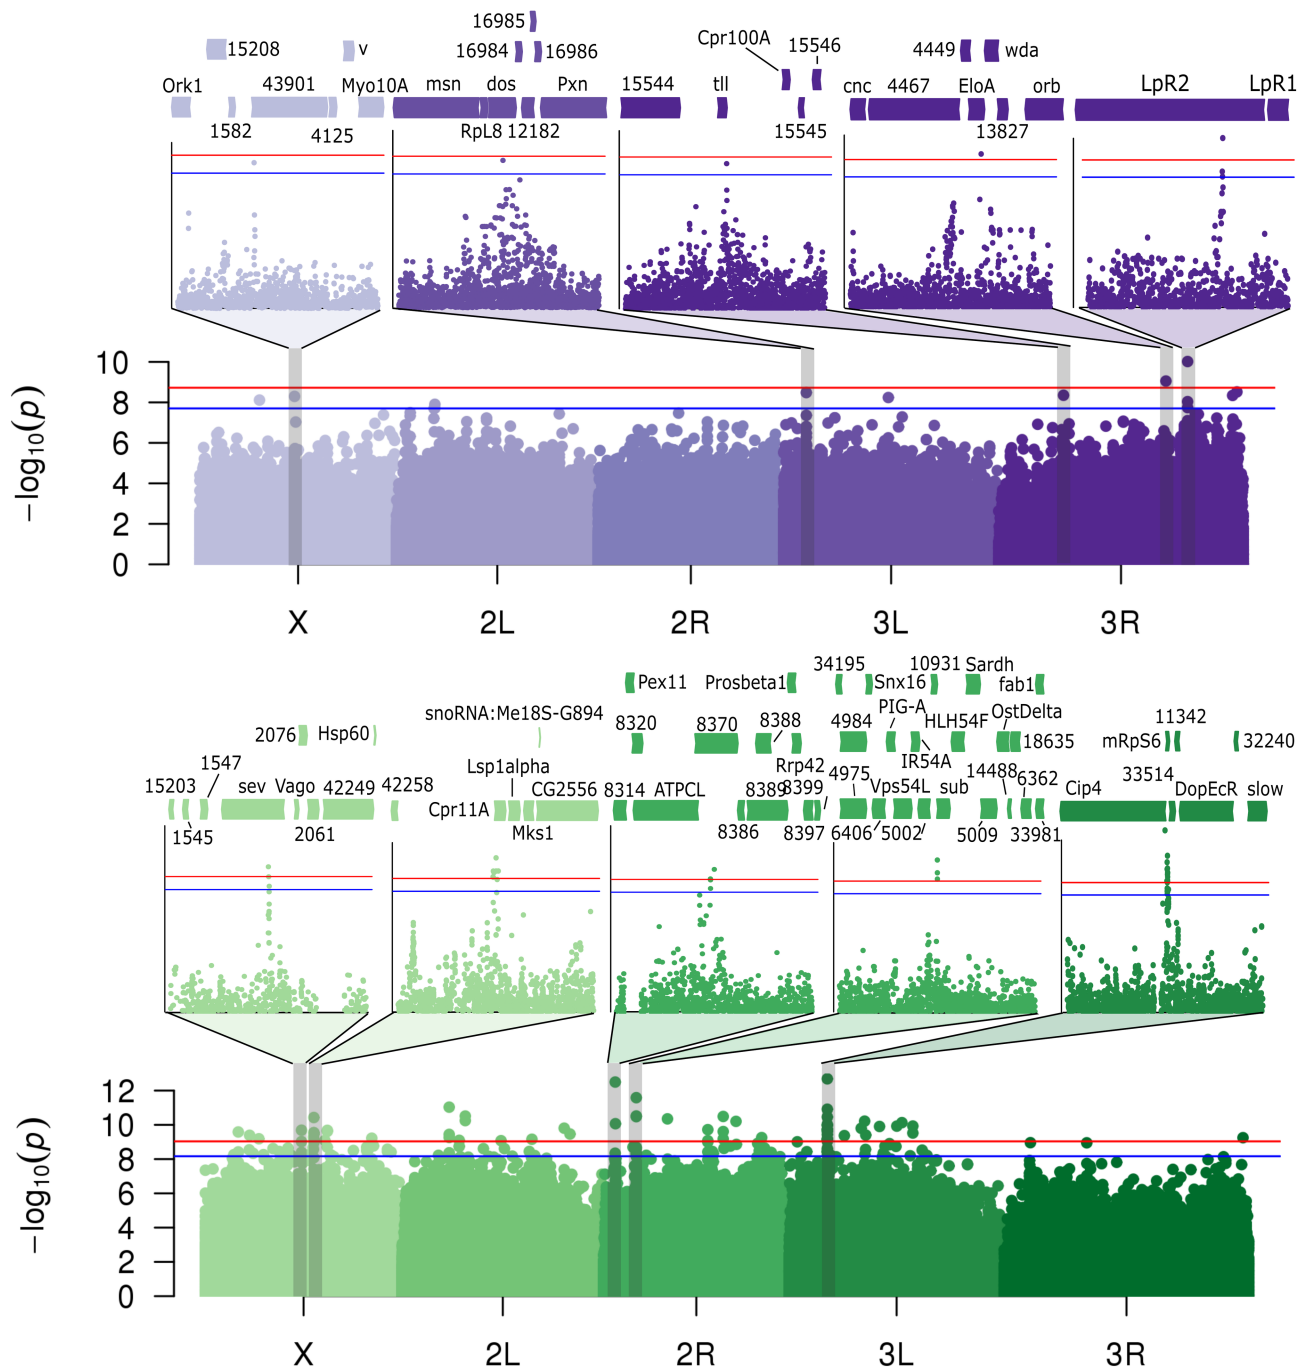 16985
15208 v 16984 16986 Cpr100A 15546 4449 wda
Ork1 43901 Myo10A msn dos Pxn 15544 tll cnc 4467 EloA orb LpR2 LpR1
1582 4125 RpL8 12182 15545 13827
−log10(p)
10
8
6
4
2
0
X 2L 2R 3L 3R
34195 10931 Sardh
Pex11 Prosbeta1 Snx16 fab1
snoRNA:Me18S-G894 PIG-A OstDelta 11342
2076 Hsp60 8320 8370 8388 4984 HLH54F 18635 mRpS6 32240
1547 Lsp1alpha Rrp42 IR54A
15203 sev Vago 42249 42258 Cpr11A CG2556 8314 ATPCL 8389 8399 4975 Vps54L sub 14488 6362 Cip4 33514 DopEcR slow
1545 2061 Mks1 8386 8397 6406 5002 5009 33981
−log10(p)
12
10
8
6
4
2
0
X 2L 2R 3L 3R